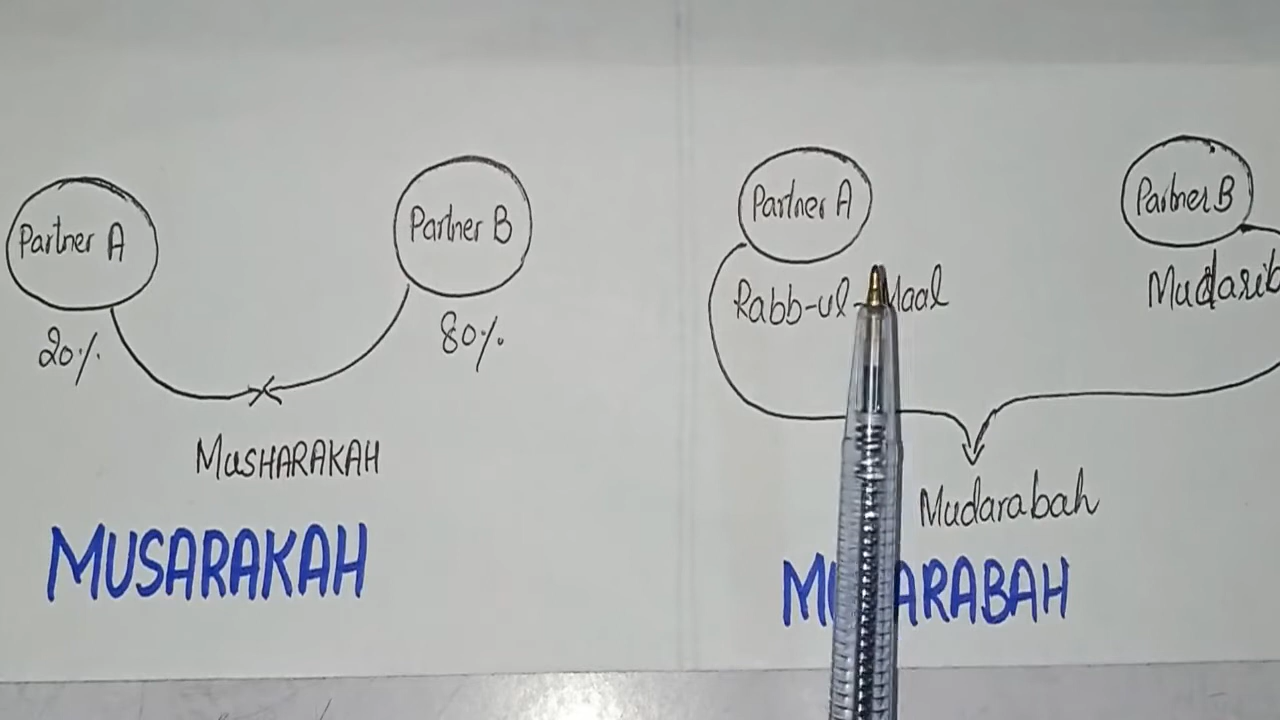 Partner A
20%
Partner B
80%
MUSHARAKAH
MUSARAKAH
Partner A
Rabb-ul-Maal
Partner B
Mudarib
Mudarabah